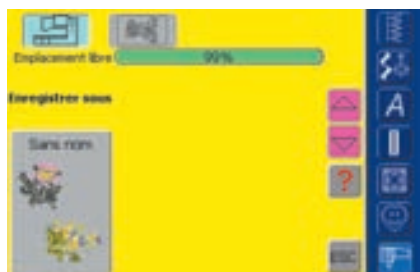 Emplacement libre 99%
Enregistrer sous
Sans nom
A
?
ESC